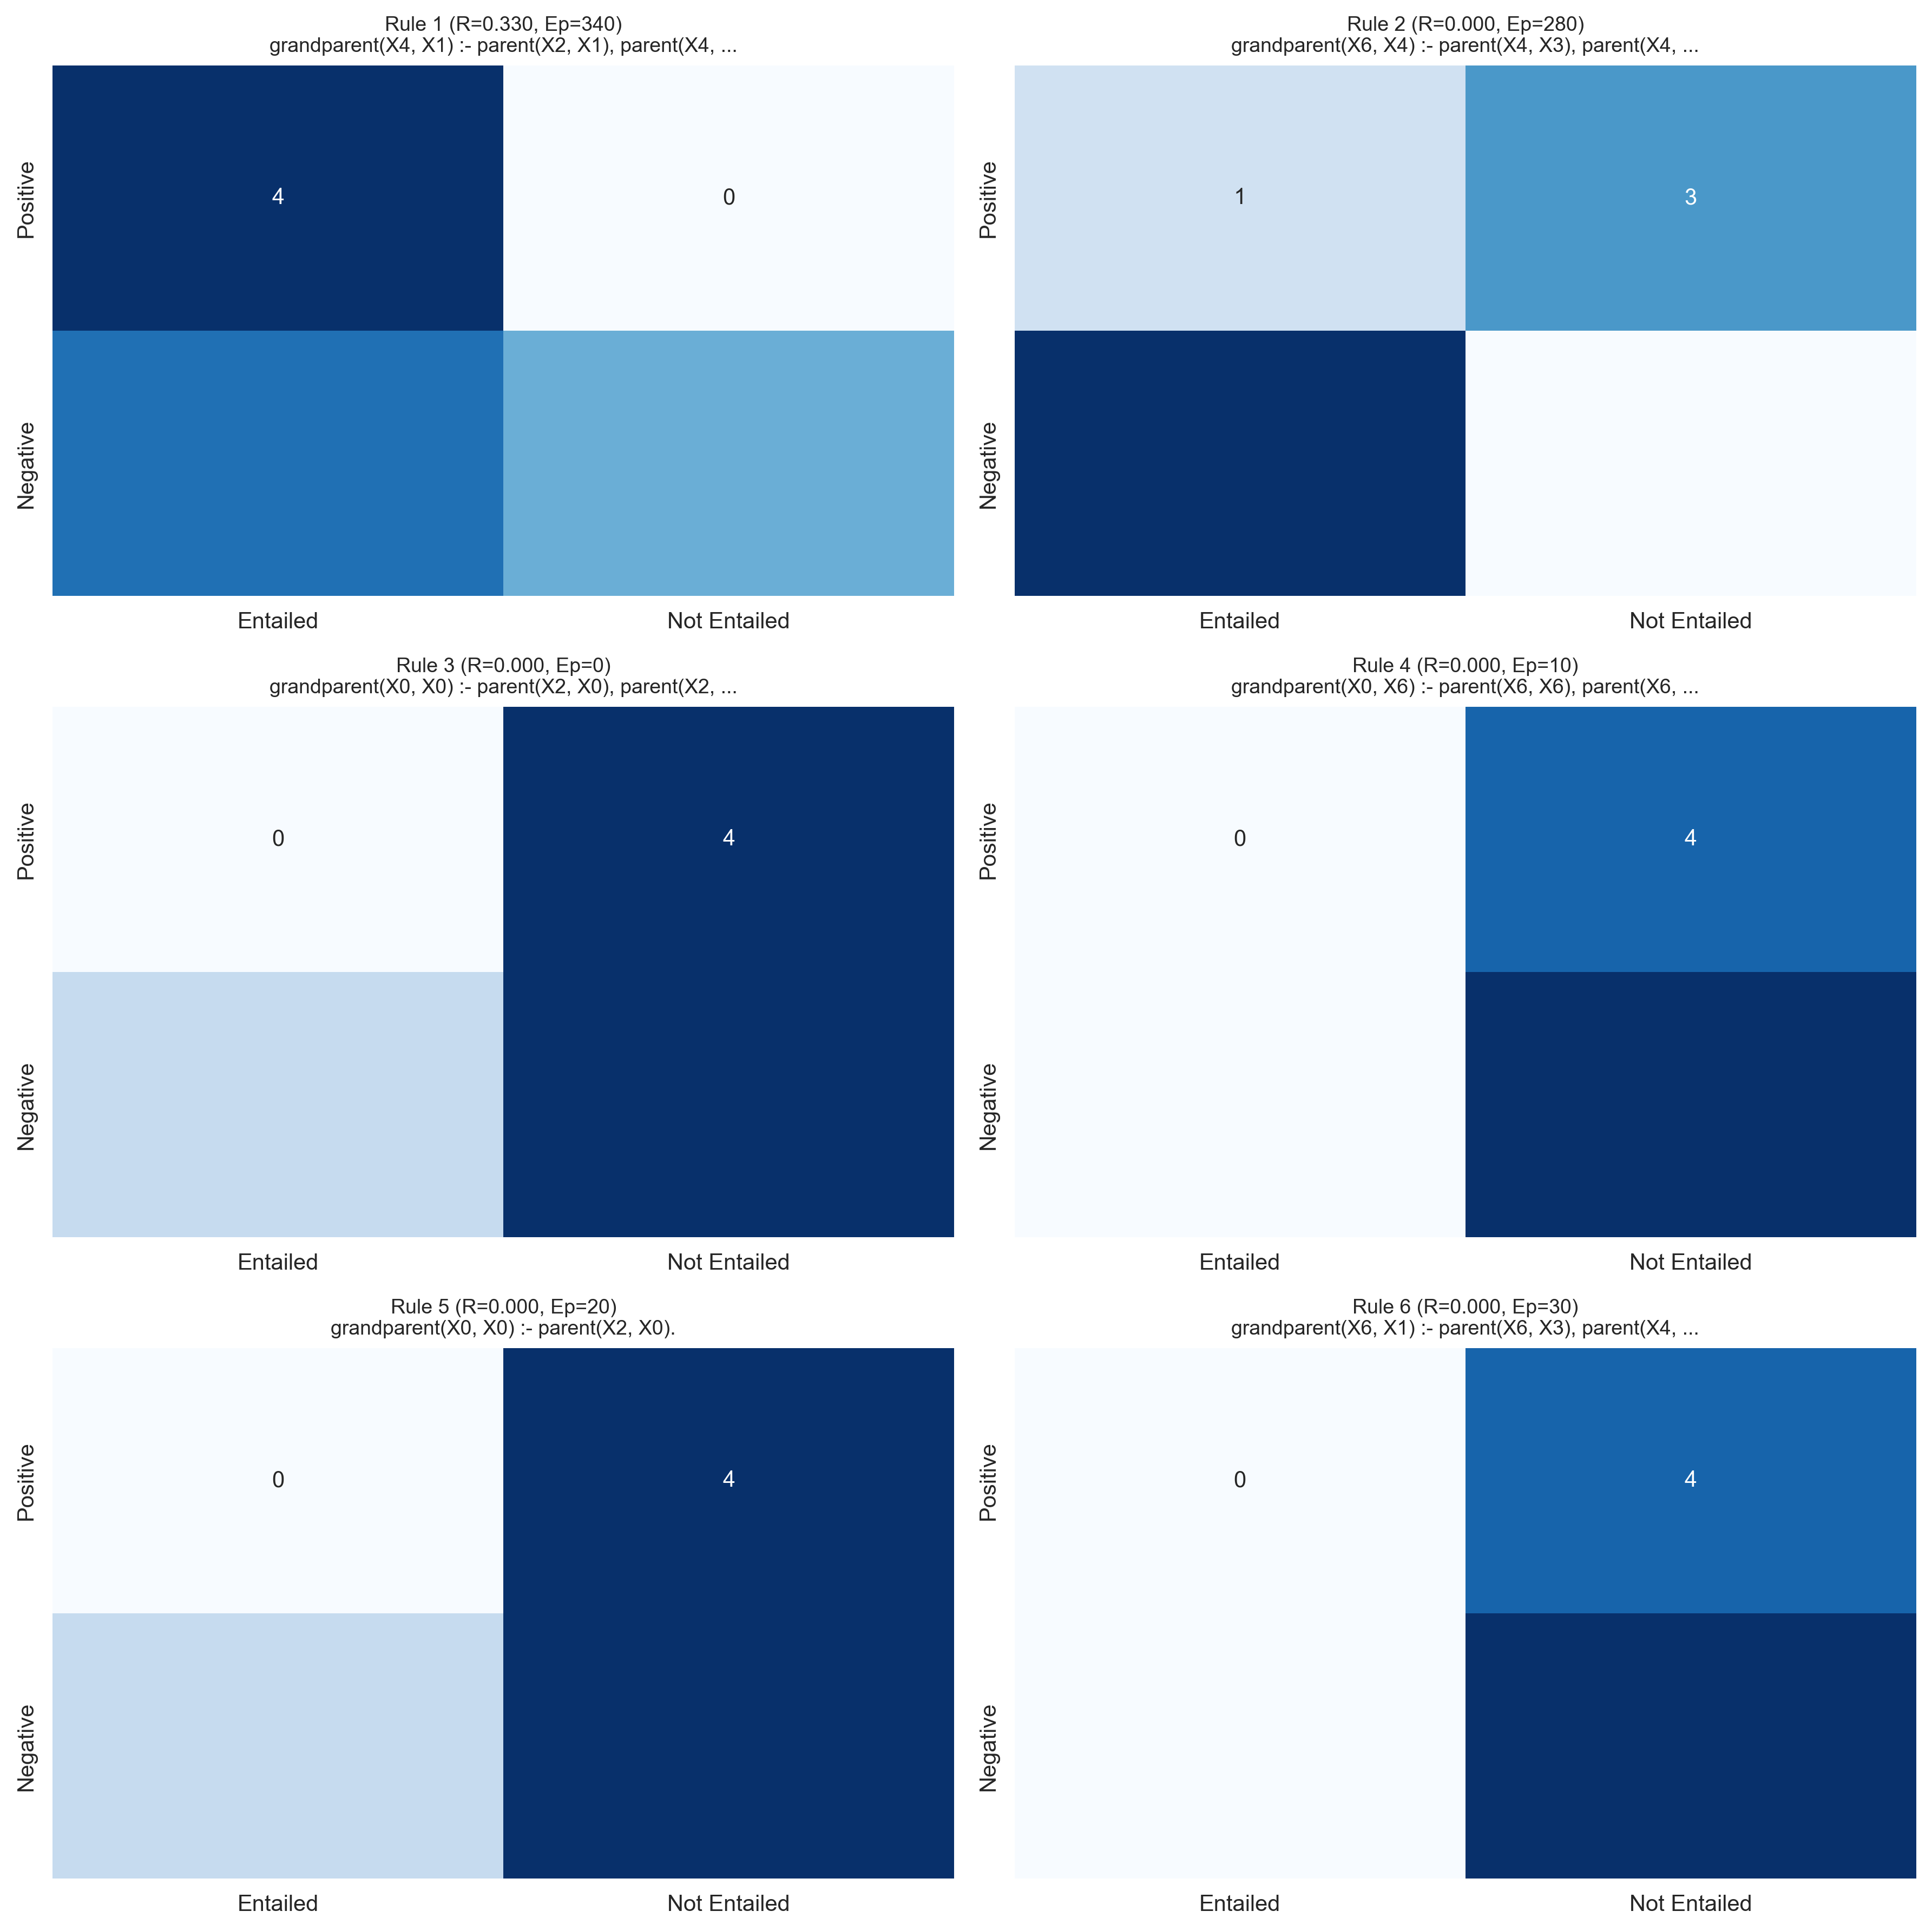 Rule 1 (R=0.330, Ep=340)
grandparent(X4, X1) :- parent(X2, X1), parent(X4, ...
Positive
4
0
Negative
Entailed
Not Entailed
Rule 2 (R=0.000, Ep=280)
grandparent(X6, X4) :- parent(X4, X3), parent(X4, ...
Positive
1
3
Negative
Entailed
Not Entailed
Rule 3 (R=0.000, Ep=0)
grandparent(X0, X0) :- parent(X2, X0), parent(X2, ...
Positive
0
4
Negative
Entailed
Not Entailed
Rule 4 (R=0.000, Ep=10)
grandparent(X0, X6) :- parent(X6, X6), parent(X6, ...
Positive
0
4
Negative
Entailed
Not Entailed
Rule 5 (R=0.000, Ep=20)
grandparent(X0, X0) :- parent(X2, X0).
Positive
0
4
Negative
Entailed
Not Entailed
Rule 6 (R=0.000, Ep=30)
grandparent(X6, X1) :- parent(X6, X3), parent(X4, ...
Positive
0
4
Negative
Entailed
Not Entailed